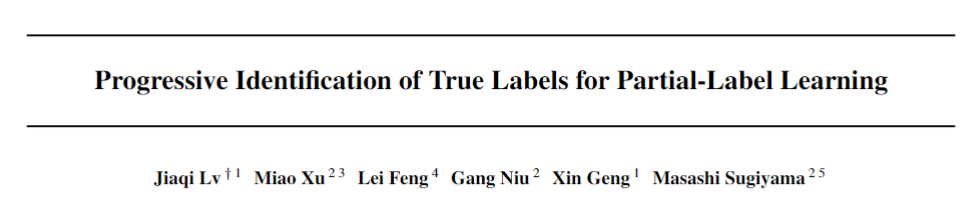 Progressive Identification of True Labels for Partial-Label Learning
Jiaqi Lv † 1 Miao Xu 2 3 Lei Feng 4 Gang Niu 2 Xin Geng 1 Masashi Sugiyama 2 5